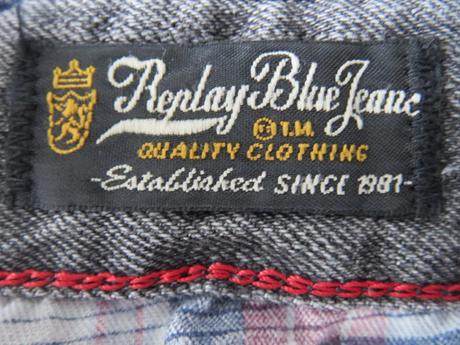 Replay Blue Jeans
T.M.
QUALITY CLOTHING
-Established SINCE 1981-